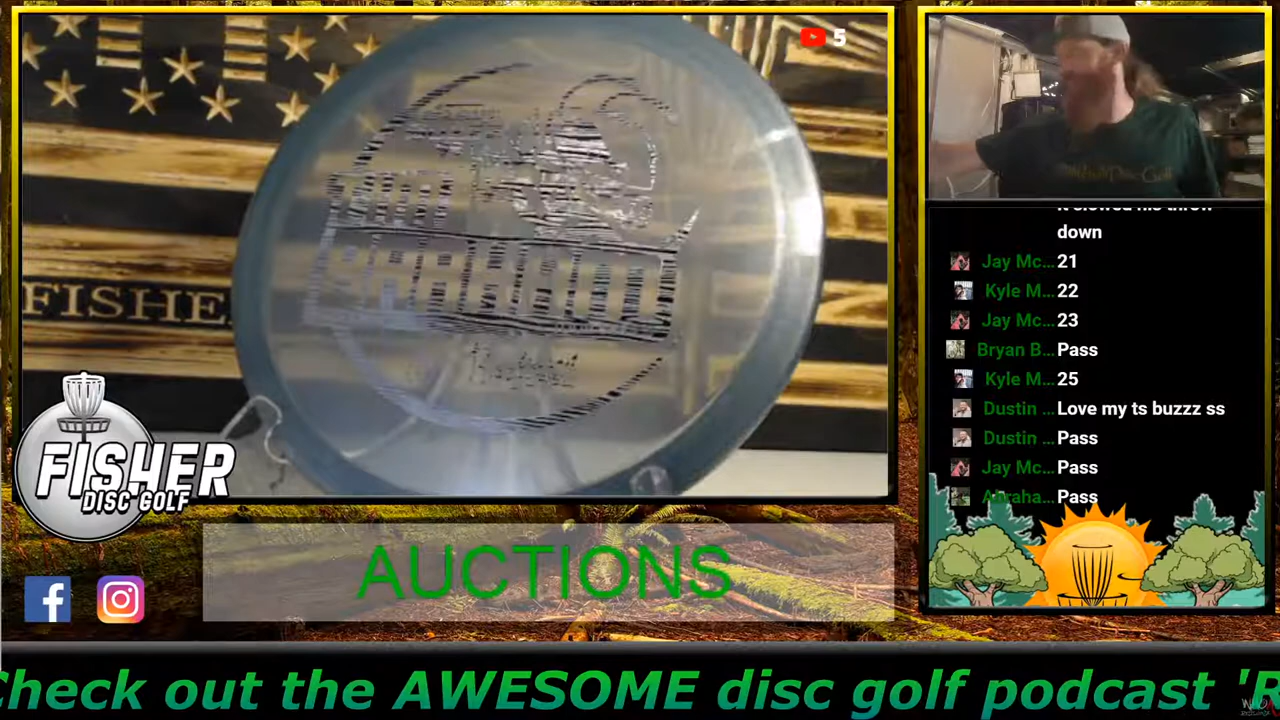 5
FISHE
FISHER
DISC GOLF
AUCTIONS
down
Jay Mc... 21
Kyle M... 22
Jay Mc... 23
Bryan B... Pass
Kyle M... 25
Dustin ... Love my ts buzzz ss
Dustin ... Pass
Jay Mc... Pass
Abraha... Pass
Check out the AWESOME disc golf podcast 'R